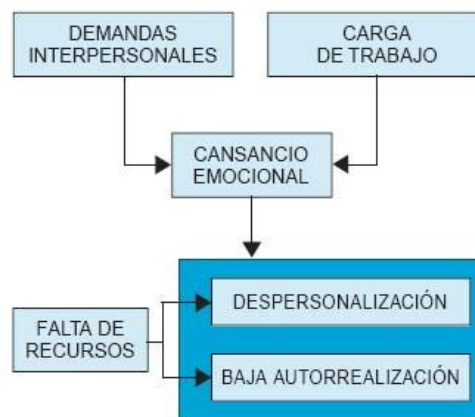 DEMANDAS
INTERPERSONALES
CARGA
DE TRABAJO
CANSANCIO
EMOCIONAL
DESPERSONALIZACIÓN
FALTA DE
RECURSOS
BAJA AUTORREALIZACIÓN